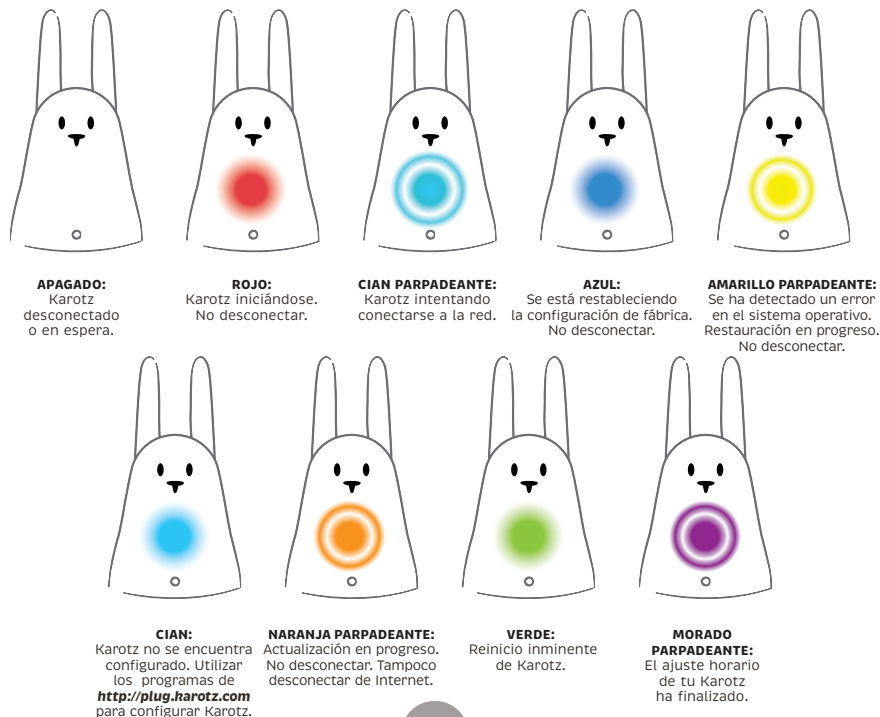 APAGADO:
Karotz
desconectado
o en espera.
ROJO:
Karotz iniciándose.
No desconectar.
CIAN PARPADEANTE:
Karotz intentando
conectarse a la red.
AZUL:
Se está restableciendo
la configuración de fábrica.
No desconectar.
AMARILLO PARPADEANTE:
Se ha detectado un error
en el sistema operativo.
Restauración en progreso.
No desconectar.
CIAN:
Karotz no se encuentra
configurado. Utilizar
los programas de
http://plug.karotz.com
para configurar Karotz.
NARANJA PARPADEANTE:
Actualización en progreso.
No desconectar. Tampoco
desconectar de Internet.
VERDE:
Reinicio inminente
de Karotz.
MORADO
PARPADEANTE:
El ajuste horario
de tu Karotz
ha finalizado.